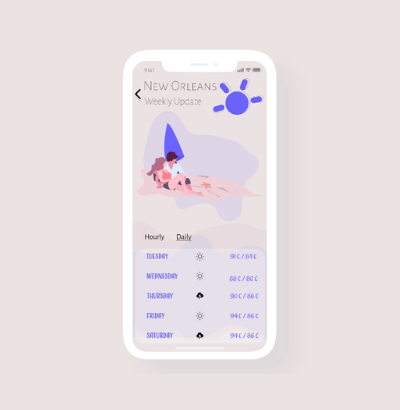 9:41
New Orleans
Weekly Update
Hourly Daily
TUESDAY 91 C / 84 C
WEDNESDAY 88 C / 80 C
THURSDAY 90 C / 86 C
FRIDAY 94 C / 86 C
SATURDAY 94 C / 86 C